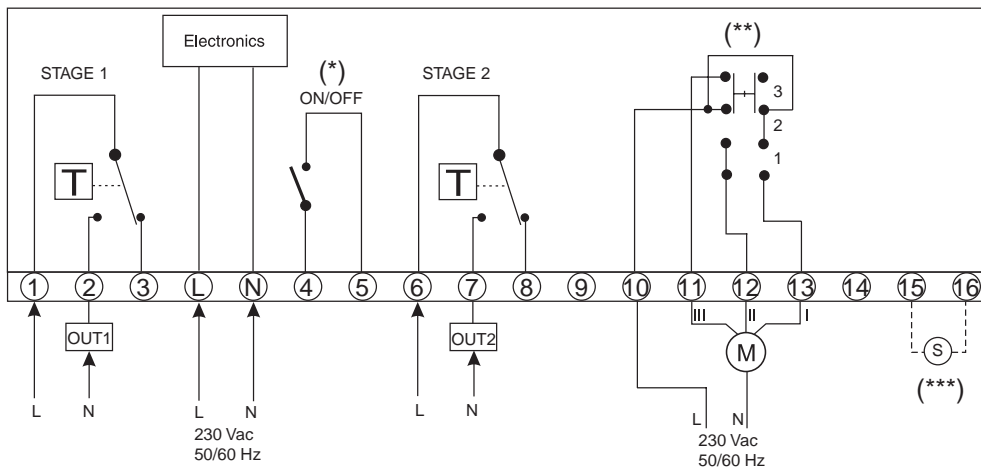 Electronics
(**)
STAGE 1
(*)
STAGE 2
ON/OFF
3
2
1
T
T
1 2 3 L N 4 5 6 7 8 9 10 11 12 13 14 15 16
III II I
OUT1
OUT2
M
S
(***)
L N L N L N L N
230 Vac
50/60 Hz
230 Vac
50/60 Hz